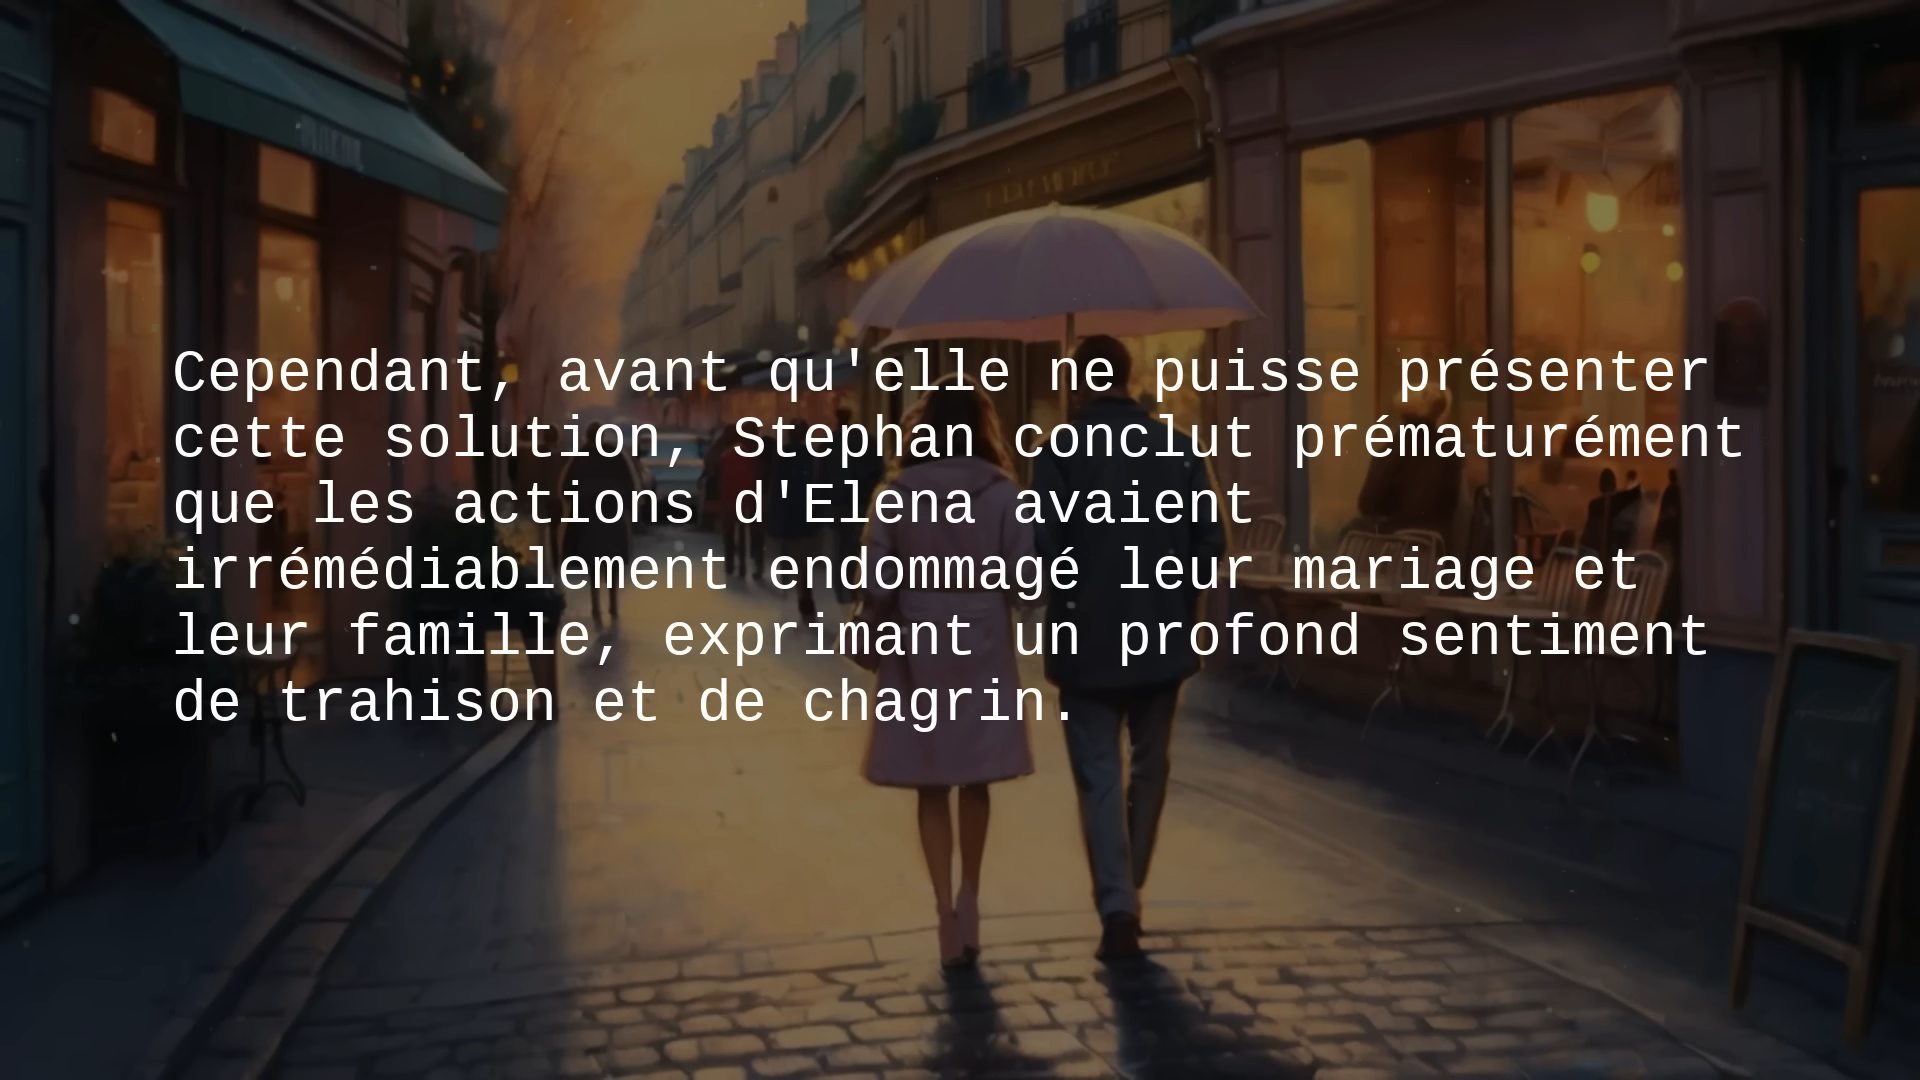 Cependant, avant qu'elle ne puisse présenter
cette solution, Stephan conclut prématurément
que les actions d'Elena avaient
irrémédiablement endommagé leur mariage et
leur famille, exprimant un profond sentiment
de trahison et de chagrin.